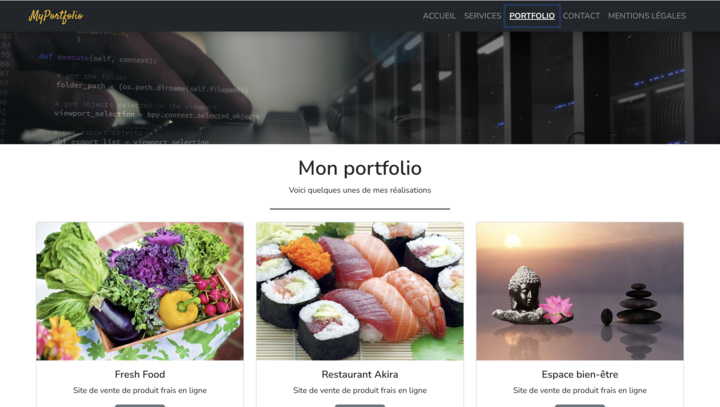 MyPortfolio
ACCUEIL SERVICES PORTFOLIO CONTACT MENTIONS LÉGALES
def execute(self, context):
# get the folder
folder_path = (os.path.dirname(self.filepath))
# get objects selected in the viewport
viewport_selection = bpy.context.selected_objects
# get export objects
obj_export_list = viewport_selection
Mon portfolio
Voici quelques unes de mes réalisations
Fresh Food
Site de vente de produit frais en ligne
Restaurant Akira
Site de vente de produit frais en ligne
Espace bien-être
Site de vente de produit frais en ligne